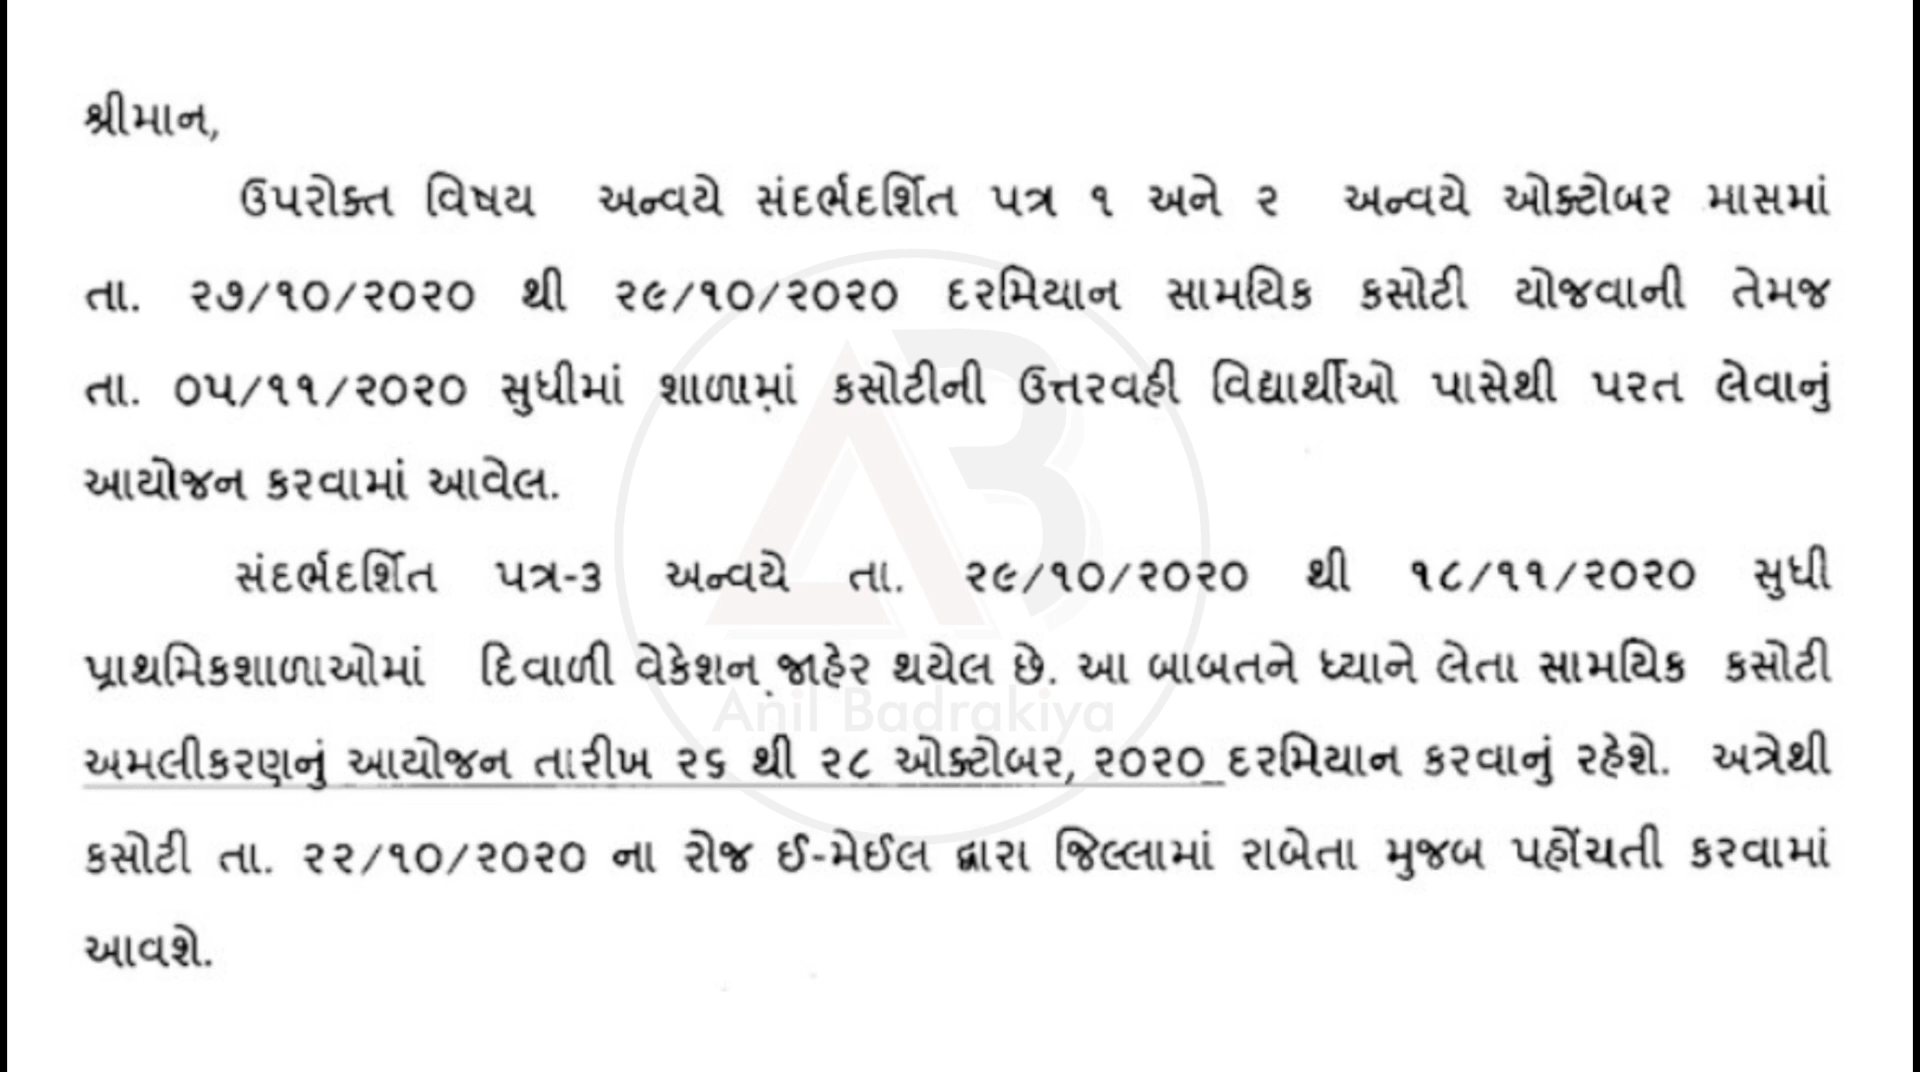 શ્રીમાન,
ઉપરોક્ત વિષય અન્વયે સંદર્ભદર્શિત પત્ર ૧ અને ૨ અન્વયે ઓક્ટોબર માસમાં
તા. ૨૭/૧૦/૨૦૨૦ થી ૨૯/૧૦/૨૦૨૦ દરમિયાન સામયિક કસોટી યોજવાની તેમજ
તા. ૦૫/૧૧/૨૦૨૦ સુધીમાં શાળામાં કસોટીની ઉત્તરવહી વિદ્યાર્થીઓ પાસેથી પરત લેવાનું
આયોજન કરવામાં આવેલ.
સંદર્ભદર્શિત પત્ર-૩ અન્વયે તા. ૨૯/૧૦/૨૦૨૦ થી ૧૮/૧૧/૨૦૨૦ સુધી
પ્રાથમિકશાળાઓમાં દિવાળી વેકેશન જાહેર થયેલ છે. આ બાબતને ધ્યાને લેતા સામયિક કસોટી
Anil Badrakiya
અમલીકરણનું આયોજન તારીખ ૨૬ થી ૨૮ ઓક્ટોબર, ૨૦૨૦ દરમિયાન કરવાનું રહેશે. અત્રેથી
કસોટી તા. ૨૨/૧૦/૨૦૨૦ ના રોજ ઈ-મેઈલ દ્વારા જિલ્લામાં રાબેતા મુજબ પહોંચતી કરવામાં
આવશે.